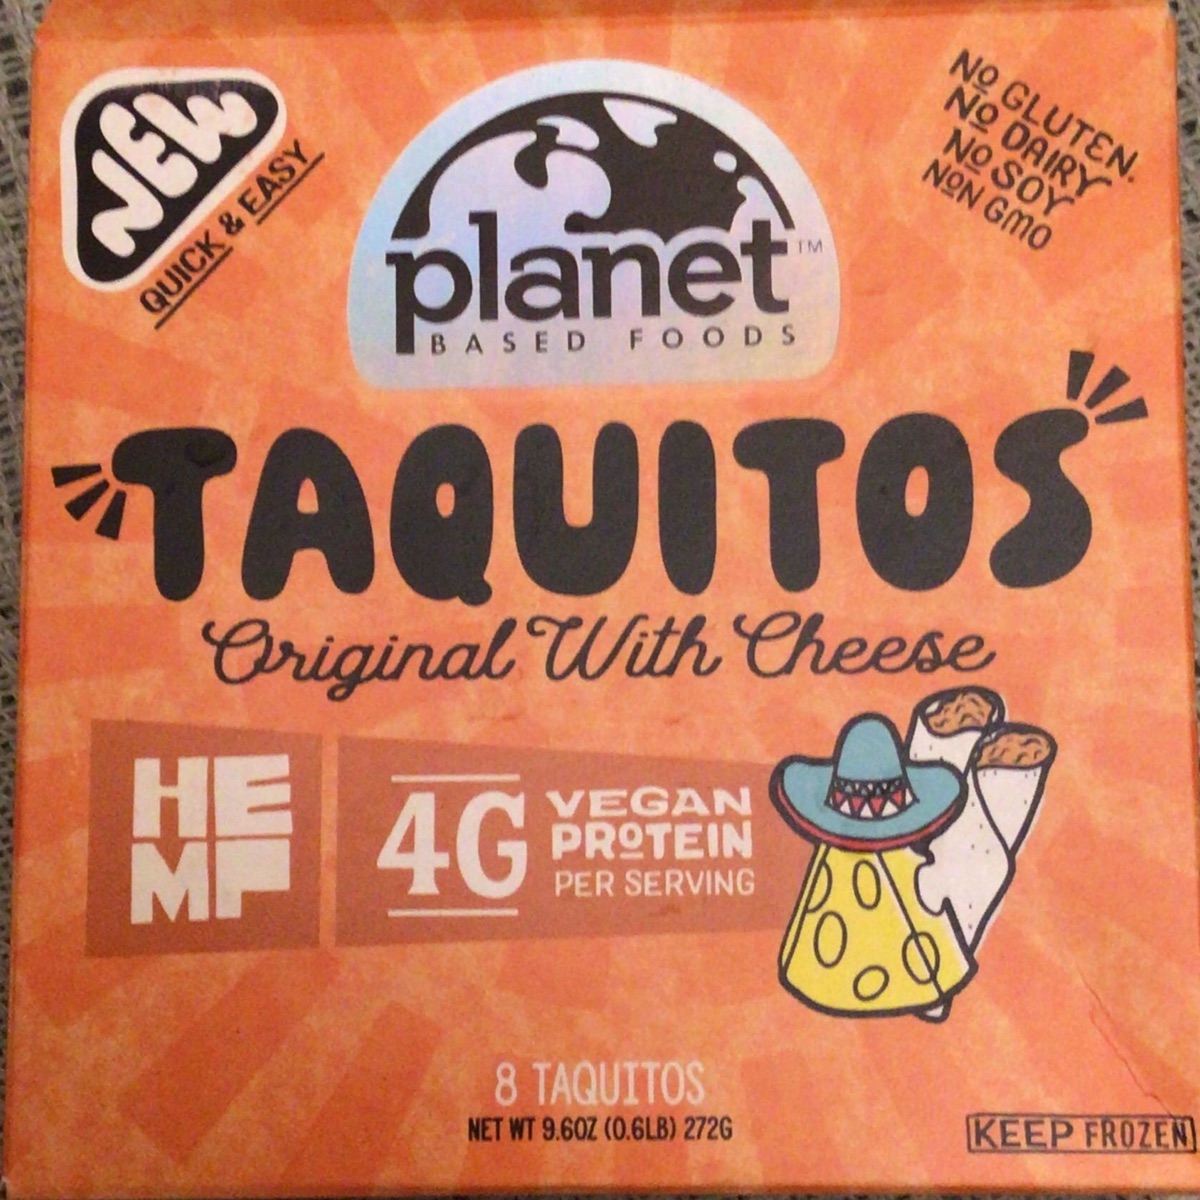 NEW
QUICK & EASY
planet™
BASED FOODS
NO GLUTEN.
NO DAIRY
NO SOY
NON GMO
TAQUITOS
Original With Cheese
HE
MP
4G
VEGAN
PROTEIN
PER SERVING
8 TAQUITOS
NET WT 9.6OZ (0.6LB) 272G
KEEP FROZEN